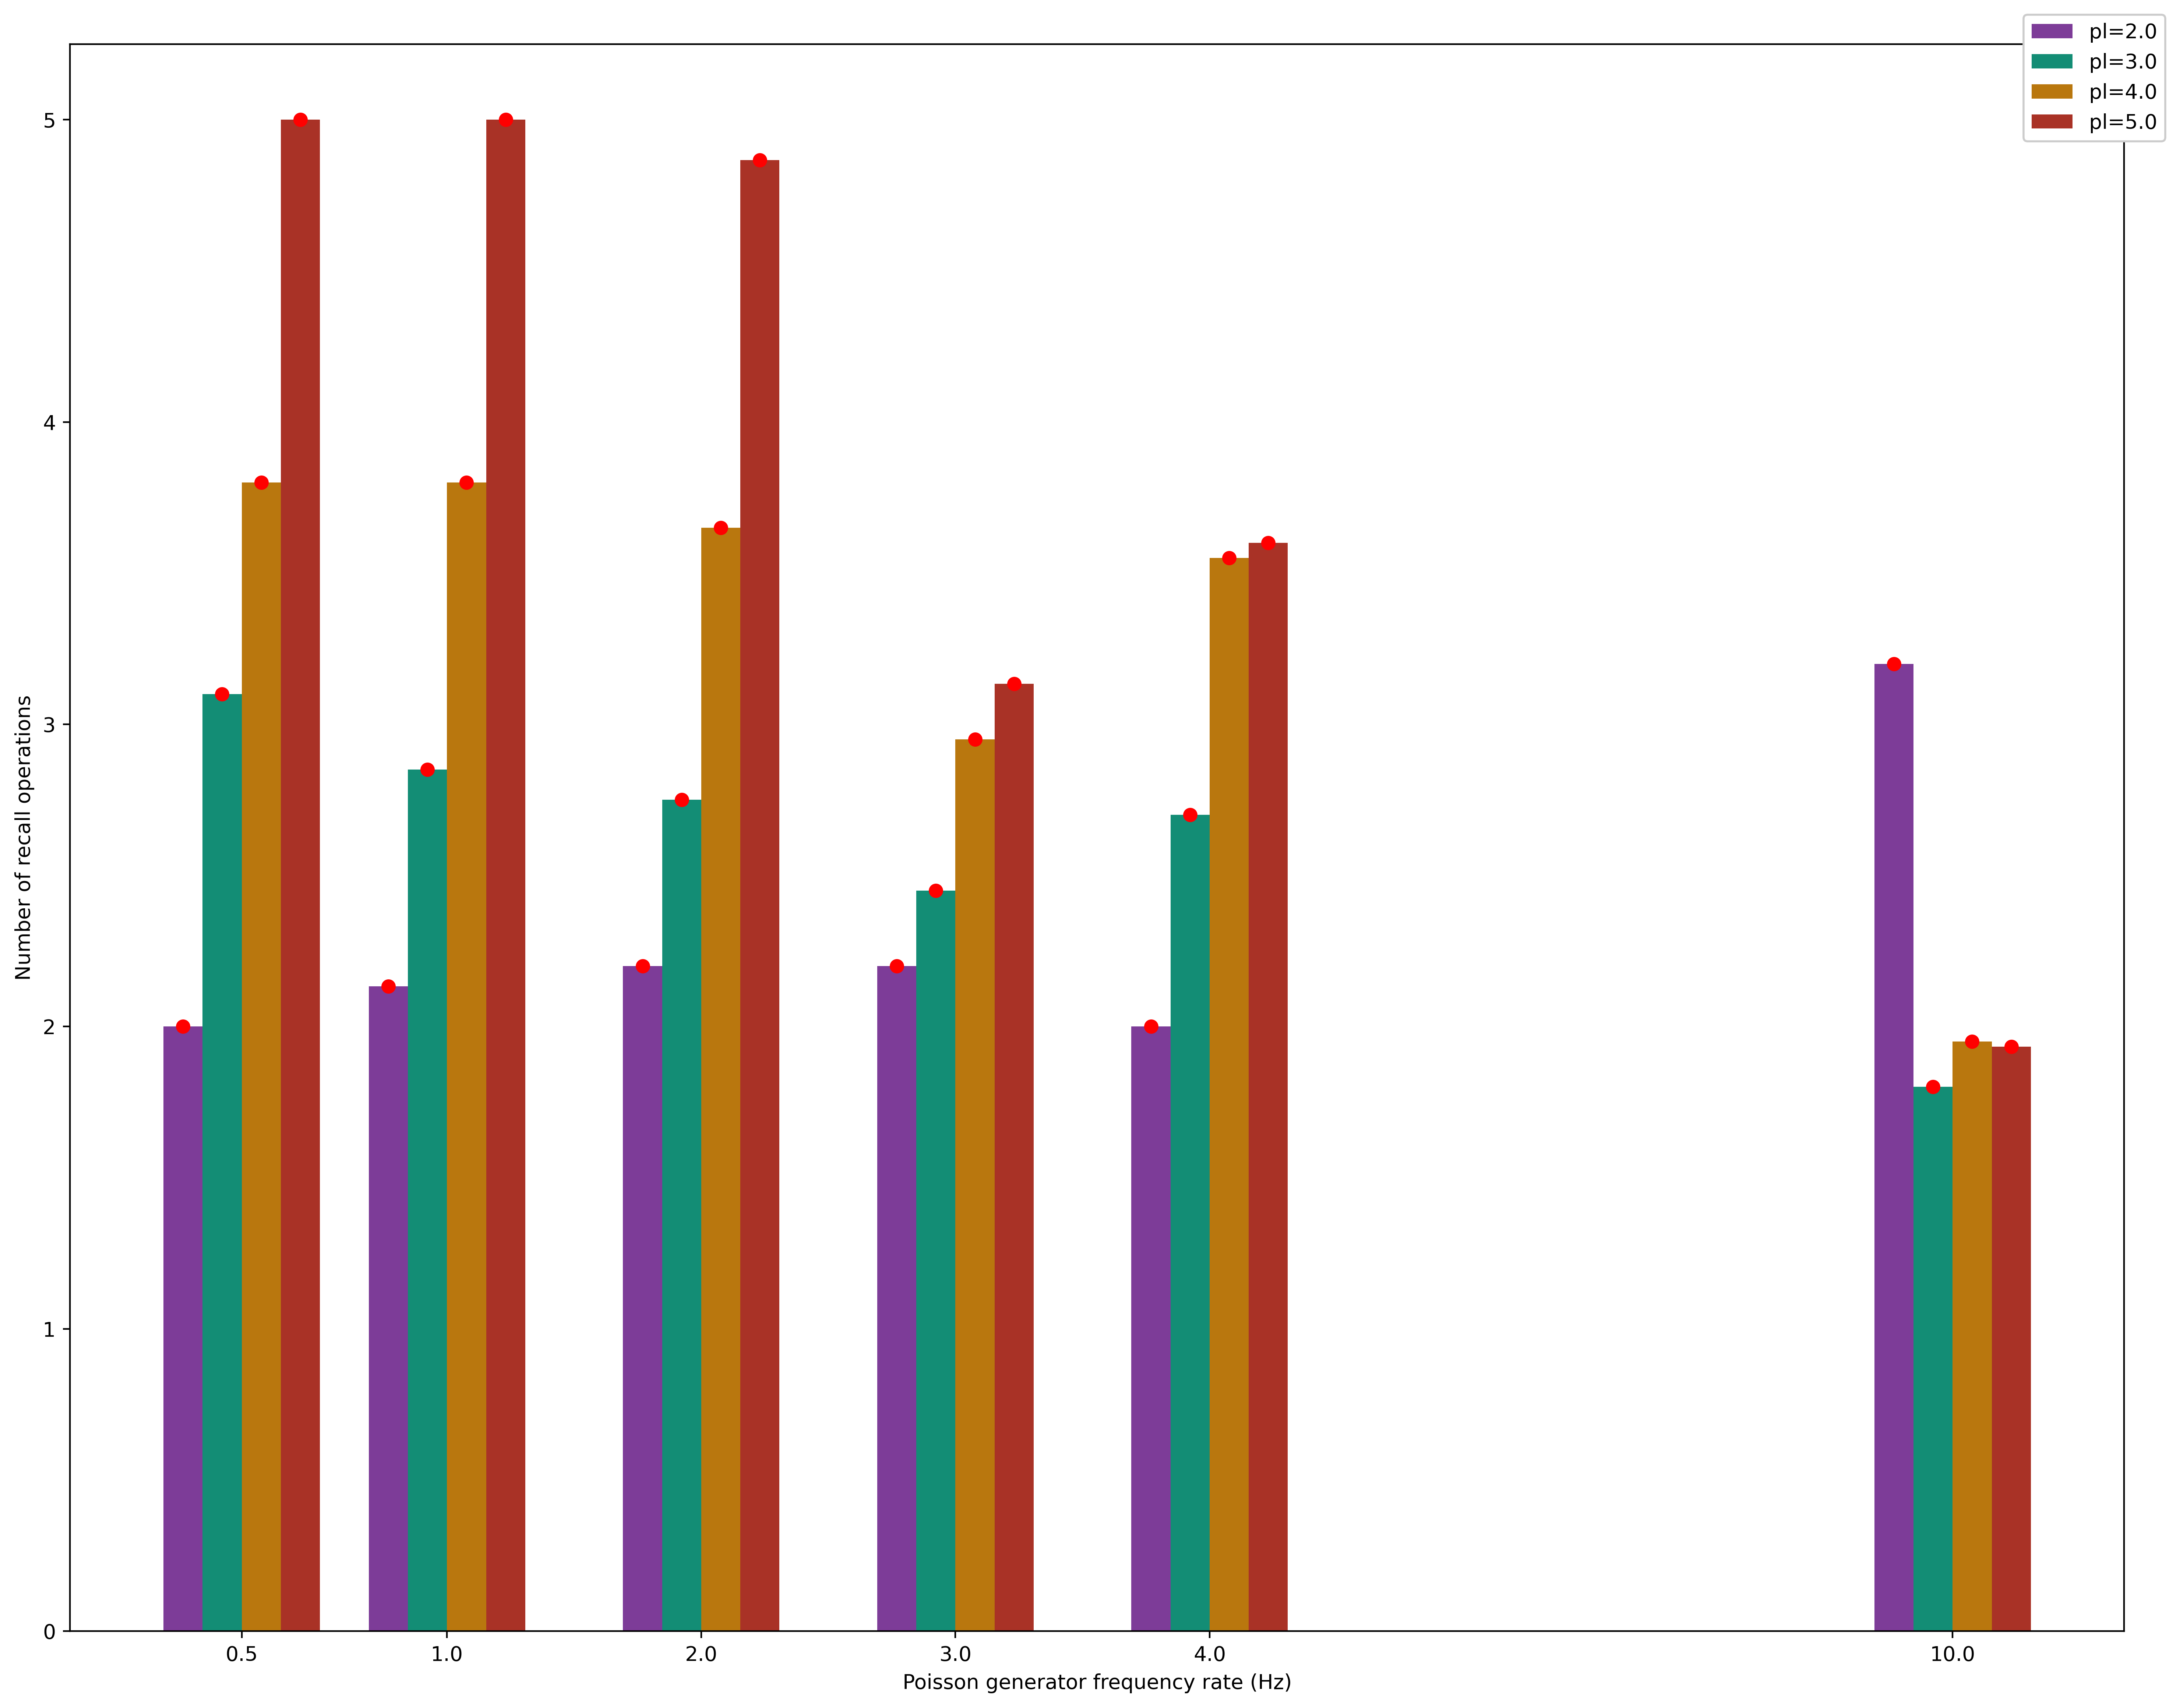 pl=2.0
pl=3.0
pl=4.0
pl=5.0
5
4
3
2
1
0
Number of recall operations
0.5 1.0 2.0 3.0 4.0 10.0
Poisson generator frequency rate (Hz)